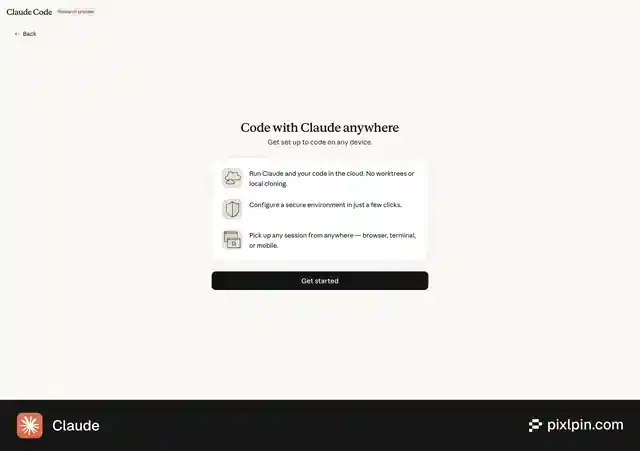 Claude Code Research preview
← Back
Code with Claude anywhere
Get set up to code on any device.
Run Claude and your code in the cloud. No worktrees or
local cloning.
Configure a secure environment in just a few clicks.
Pick up any session from anywhere — browser, terminal,
or mobile.
Get started
Claude
pixlpin.com